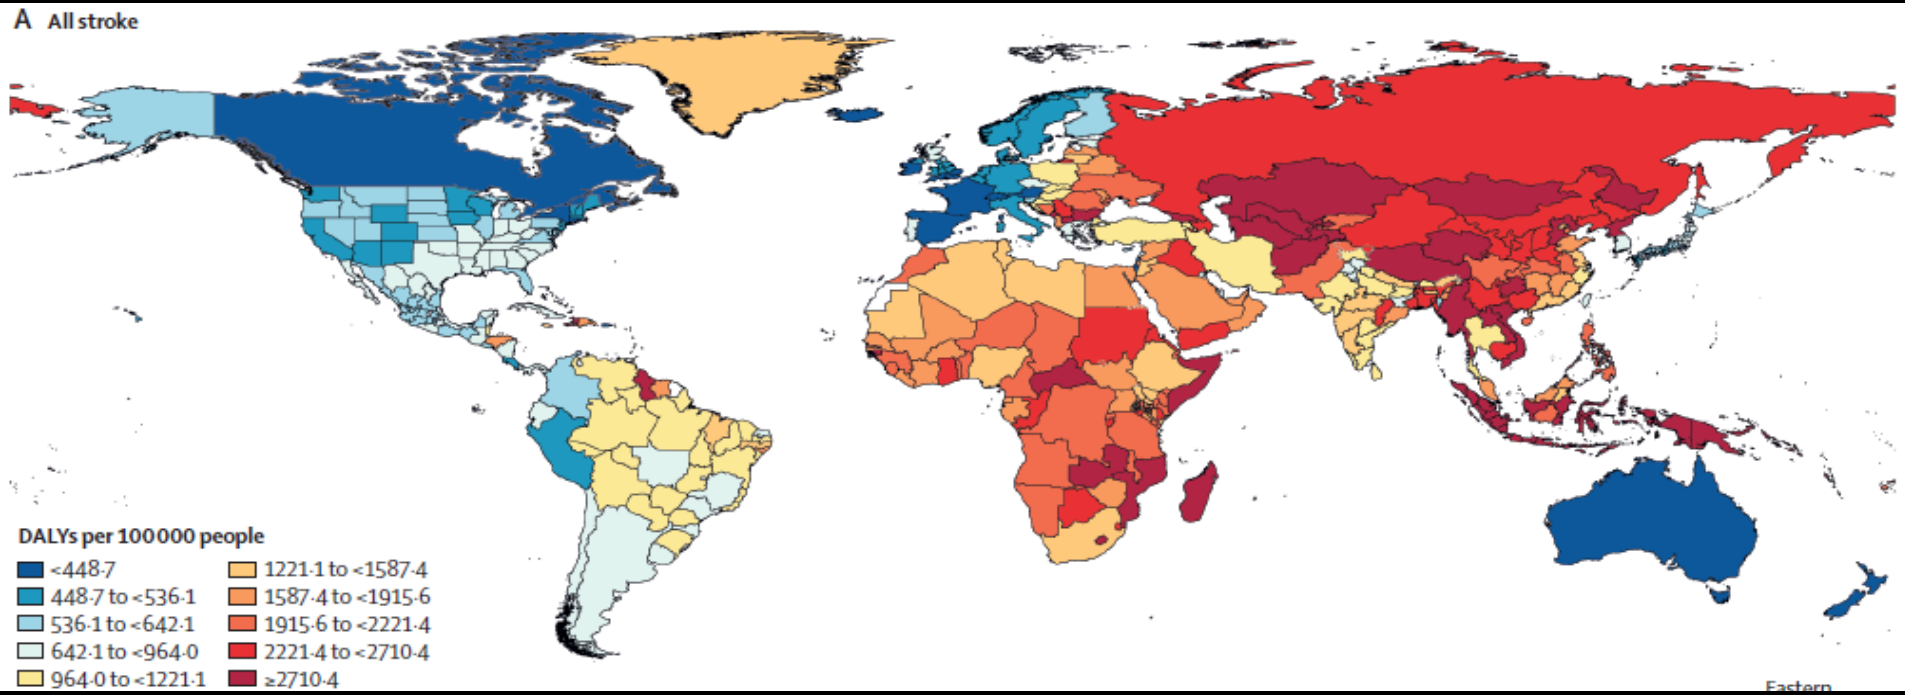 A All stroke
DALYs per 100 000 people
<448·7
448·7 to <536·1
536·1 to <642·1
642·1 to <964·0
964·0 to <1221·1
1221·1 to <1587·4
1587·4 to <1915·6
1915·6 to <2221·4
2221·4 to <2710·4
≥2710·4
Eastern